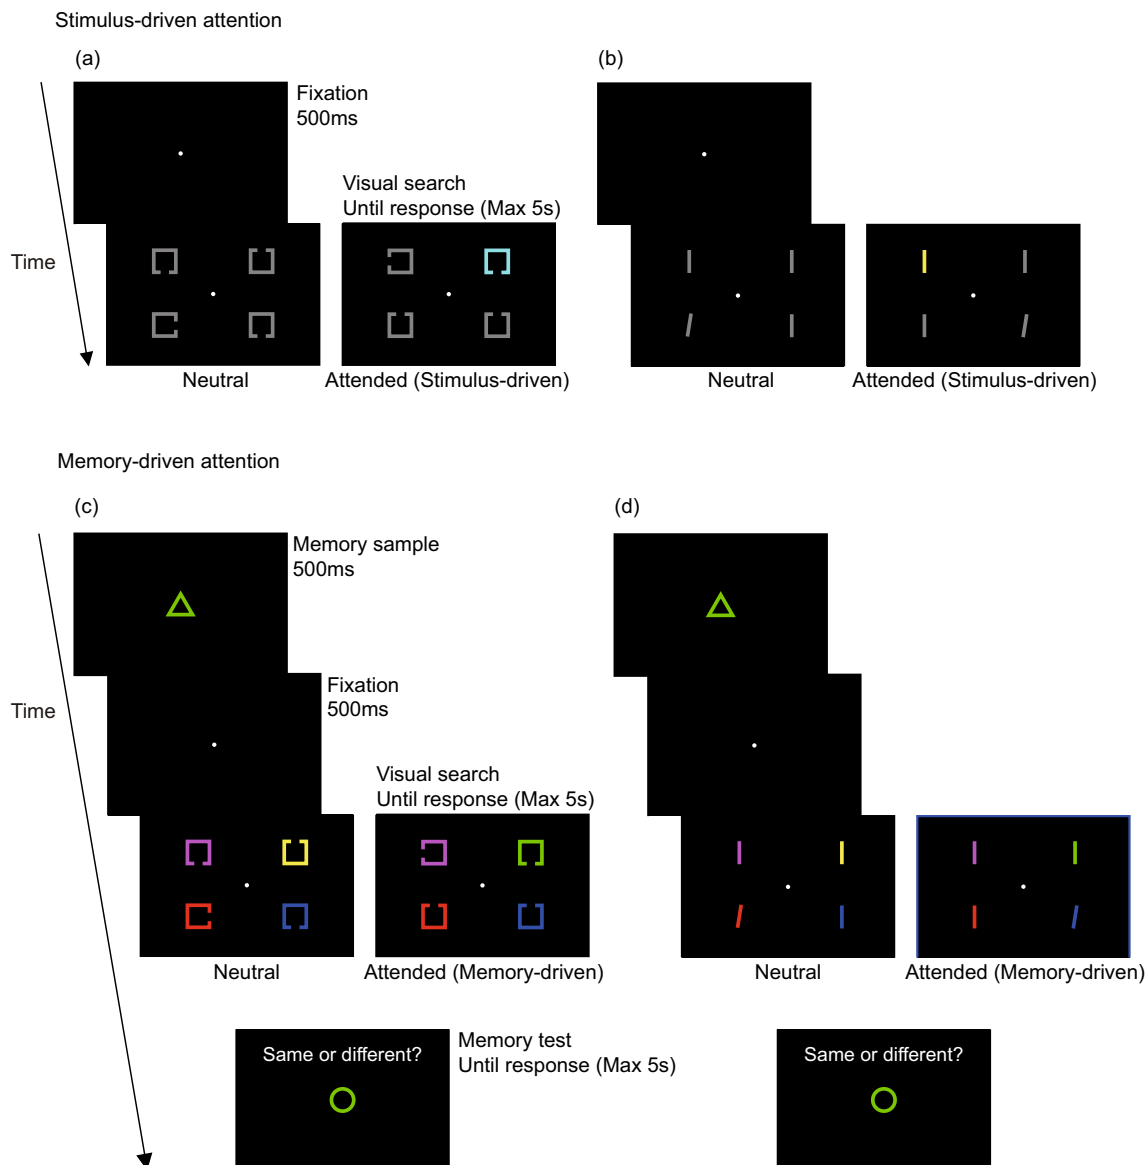 Stimulus-driven attention
(a)
(b)
Fixation
500ms
Visual search
Until response (Max 5s)
Time
Neutral
Attended (Stimulus-driven)
Neutral
Attended (Stimulus-driven)
Memory-driven attention
(c)
(d)
Memory sample
500ms
Fixation
500ms
Time
Visual search
Until response (Max 5s)
Neutral
Attended (Memory-driven)
Neutral
Attended (Memory-driven)
Same or different?
Memory test
Until response (Max 5s)
Same or different?